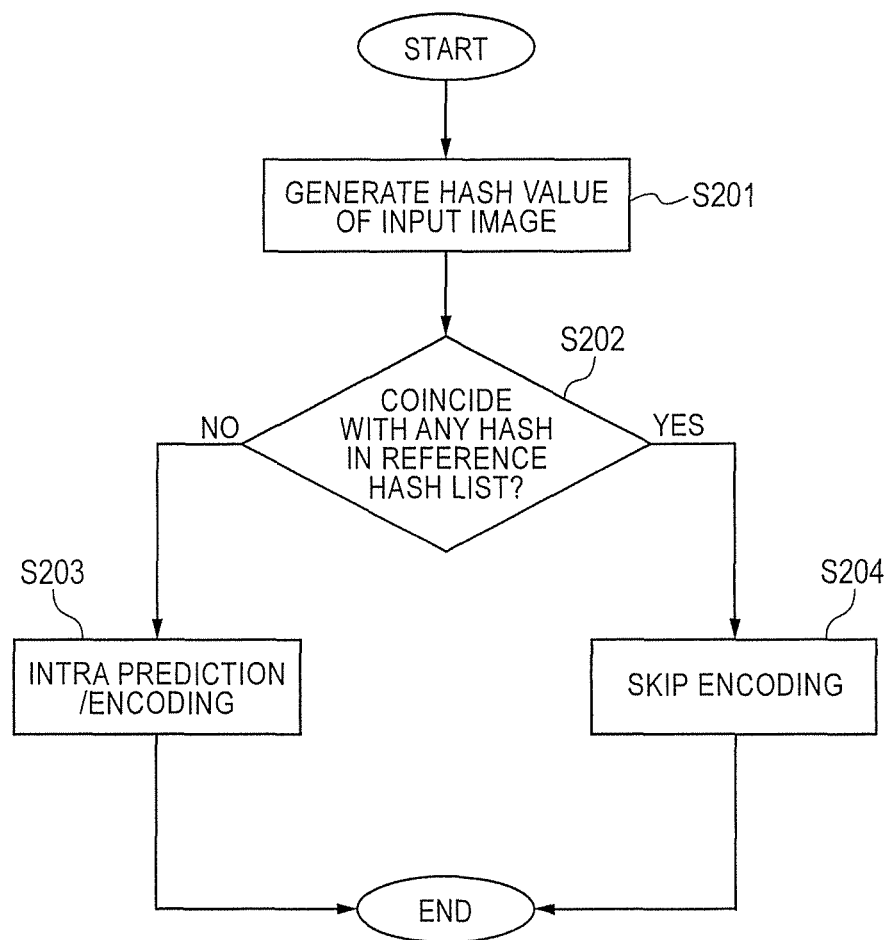 START
GENERATE HASH VALUE
OF INPUT IMAGE
S201
S202
COINCIDE
WITH ANY HASH
IN REFERENCE
HASH LIST?
NO
YES
S203
S204
INTRA PREDICTION
/ENCODING
SKIP ENCODING
END